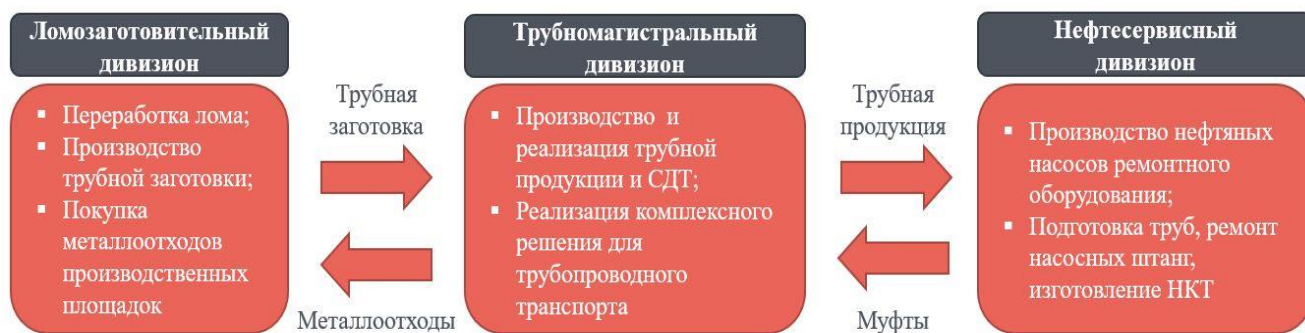 Ломозаготовительный
дивизион
▪ Переработка лома;
▪ Производство
трубной заготовки;
▪ Покупка
металлоотходов
производственных
площадок
Трубная
заготовка
Металлоотходы
Трубномагистральный
дивизион
▪ Производство и
реализация трубной
продукции и СДТ;
▪ Реализация комплексного
решения для
трубопроводного
транспорта
Трубная
продукция
Муфты
Нефтесервисный
дивизион
▪ Производство нефтяных
насосов ремонтного
оборудования;
▪ Подготовка труб, ремонт
насосных штанг,
изготовление НКТ